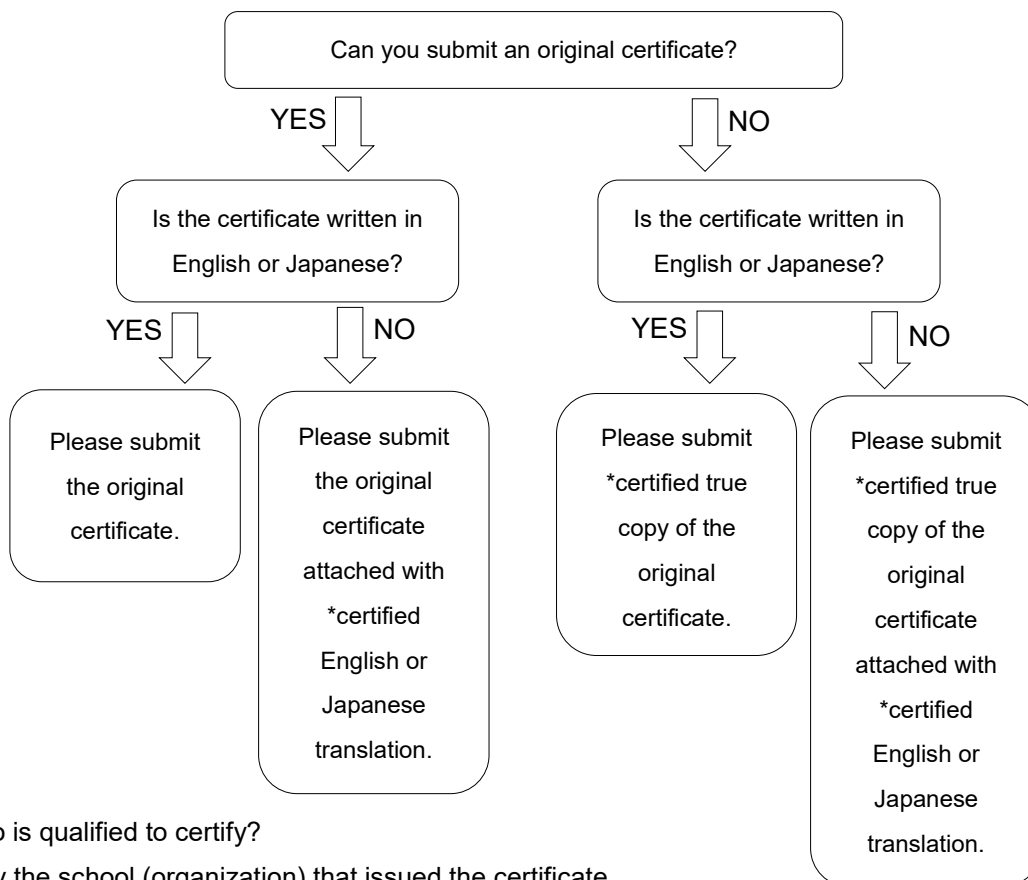 Can you submit an original certificate?
YES
NO
Is the certificate written in
English or Japanese?
Is the certificate written in
English or Japanese?
YES
NO
YES
NO
Please submit
the original
certificate.
Please submit
the original
certificate
attached with
*certified
English or
Japanese
translation.
Please submit
*certified true
copy of the
original
certificate.
Please submit
*certified true
copy of the
original
certificate
attached with
*certified
English or
Japanese
translation.
is qualified to certify?
the school (organization) that issued the certificate